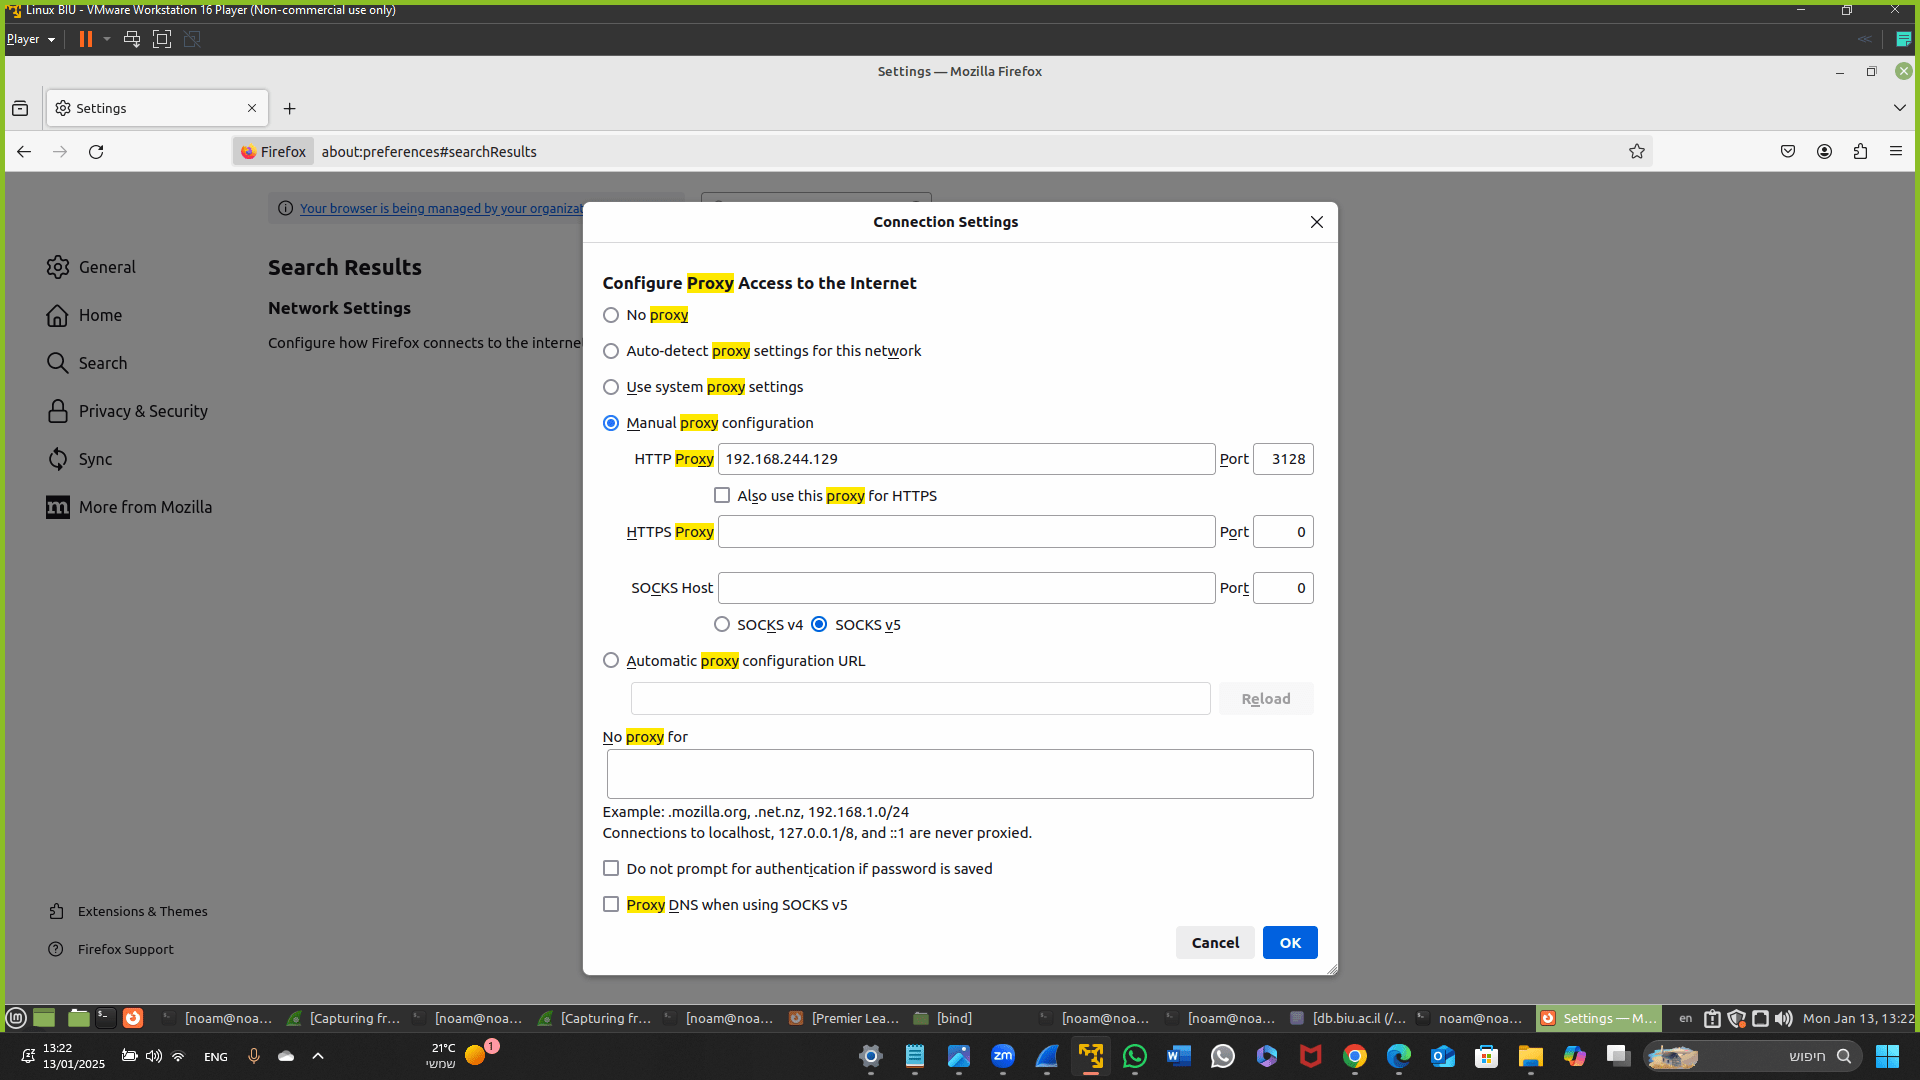 Linux BIU - VMware Workstation 16 Player (Non-commercial use only)
Player
Settings — Mozilla Firefox
Settings
Firefox
about:preferences#searchResults
Your browser is being managed by your organizat
General
Home
Search
Privacy & Security
Sync
More from Mozilla
Extensions & Themes
Firefox Support
Search Results
Network Settings
Configure how Firefox connects to the interne
Connection Settings
Configure Proxy Access to the Internet
No proxy
Auto-detect proxy settings for this network
Use system proxy settings
Manual proxy configuration
HTTP Proxy 192.168.244.129 Port 3128
Also use this proxy for HTTPS
HTTPS Proxy Port 0
SOCKS Host Port 0
SOCKS v4 SOCKS v5
Automatic proxy configuration URL
Reload
No proxy for
Example: .mozilla.org, .net.nz, 192.168.1.0/24
Connections to localhost, 127.0.0.1/8, and ::1 are never proxied.
Do not prompt for authentication if password is saved
Proxy DNS when using SOCKS v5
Cancel OK
[noam@noa... [Capturing fr... [noam@noa... [Capturing fr... [noam@noa... [Premier Lea... [bind] [noam@noa... [noam@noa... [db.biu.ac.il (/... noam@noa... Settings — M... en Mon Jan 13, 13:22
13:22
13/01/2025
ENG
21°C
שמשי
1
zm
חיפוש